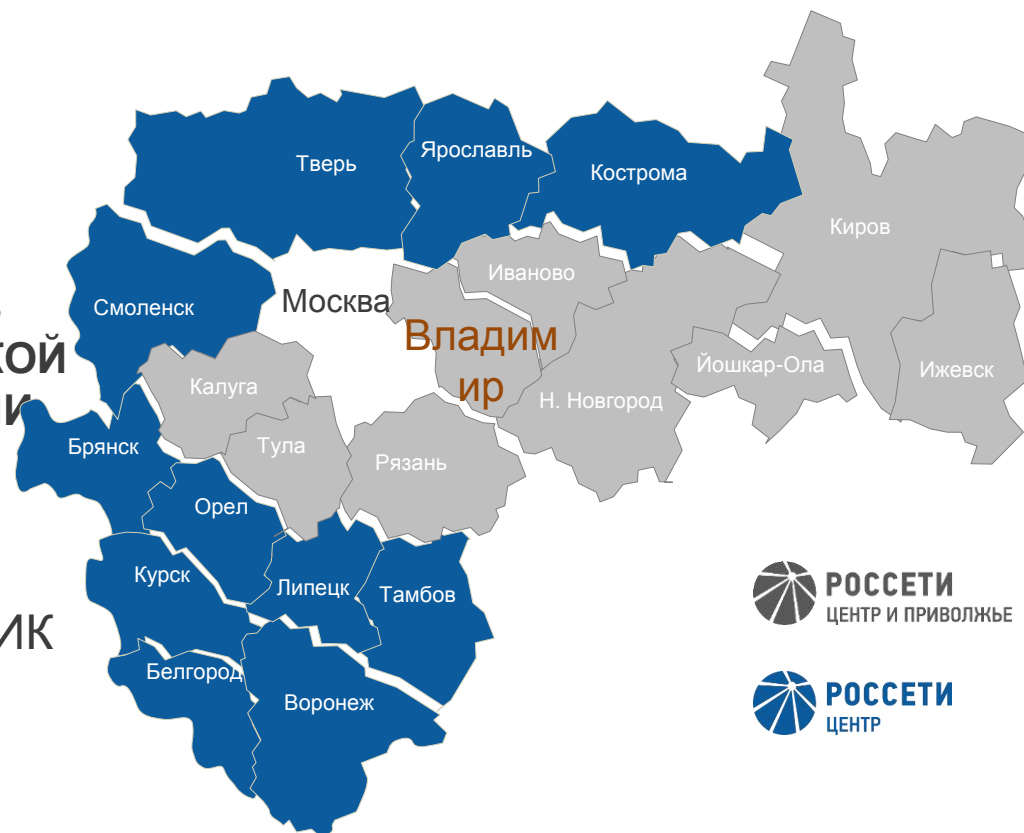 Тверь
Ярославль
Кострома
Киров
Иваново
Смоленск
Москва
Владим
ир
Йошкар-Ола
Ижевск
Калуга
Н. Новгород
Брянск
Тула
Рязань
Орел
Курск
Липецк
Тамбов
РОССЕТИ
ЦЕНТР И ПРИВОЛЖЬЕ
Белгород
Воронеж
РОССЕТИ
ЦЕНТР